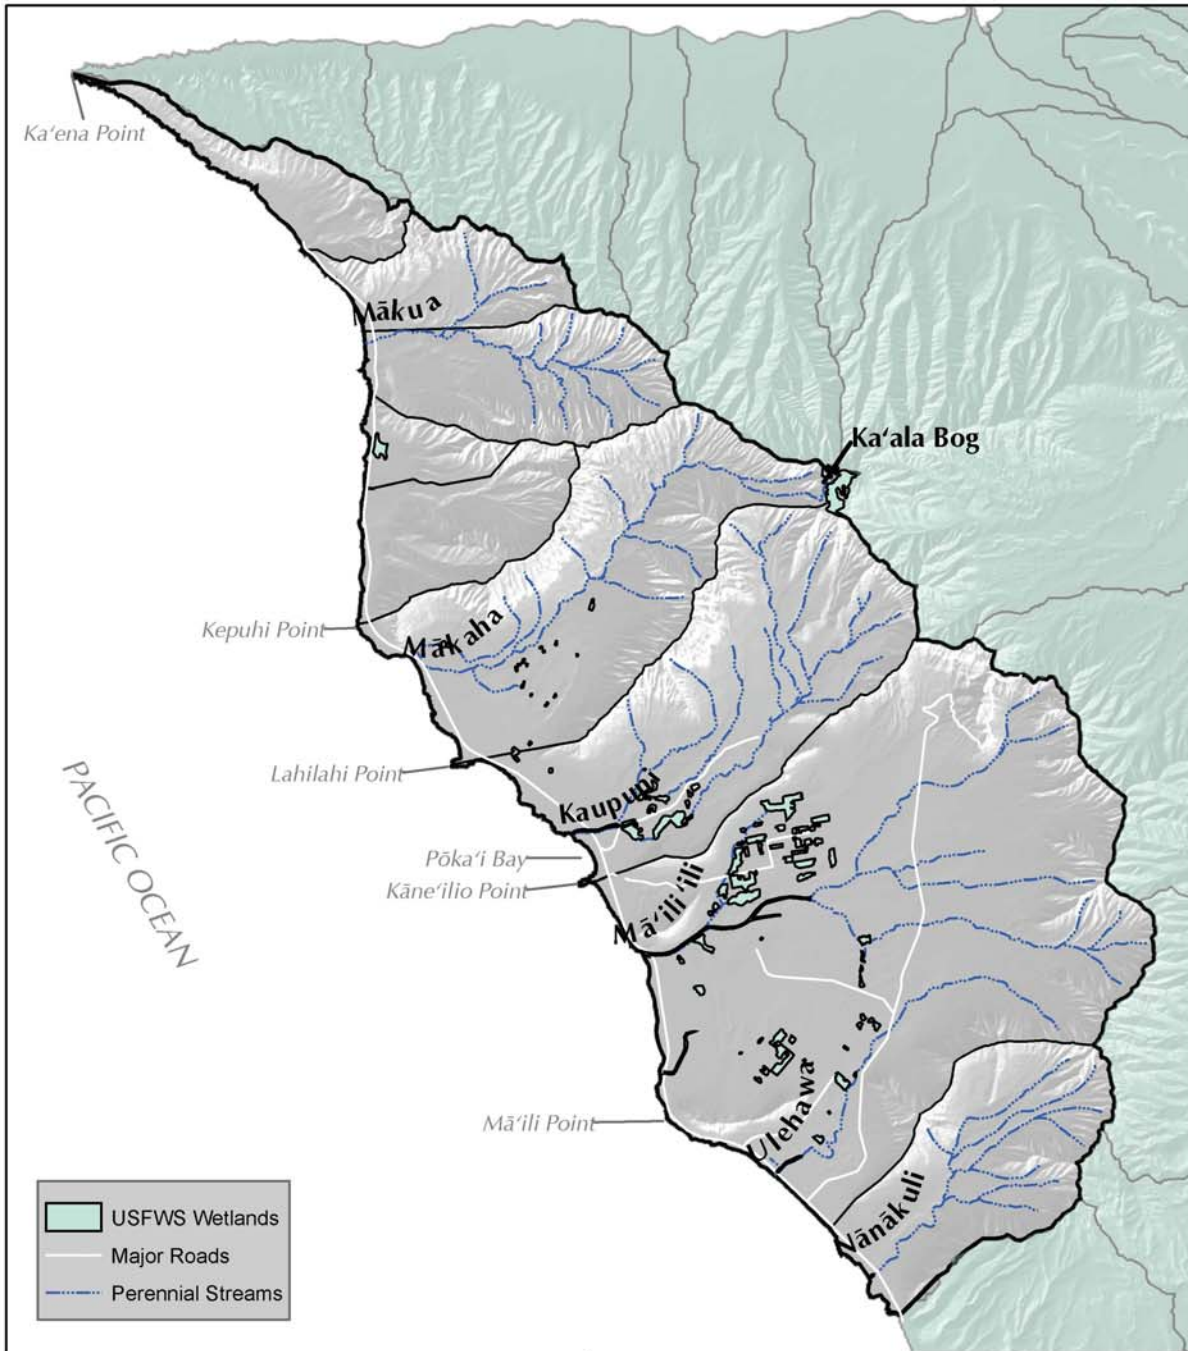 Ka‘ena Point
Mākua
Ka‘ala Bog
Kepuhi Point
Mākaha
Lahilahi Point
PACIFIC OCEAN
Kaupuni
Pōka‘i Bay
Kāne‘ilio Point
Mā‘ili‘ili
Mā‘ili Point
Ulehawa
Nānākuli
USFWS Wetlands
Major Roads
Perennial Streams